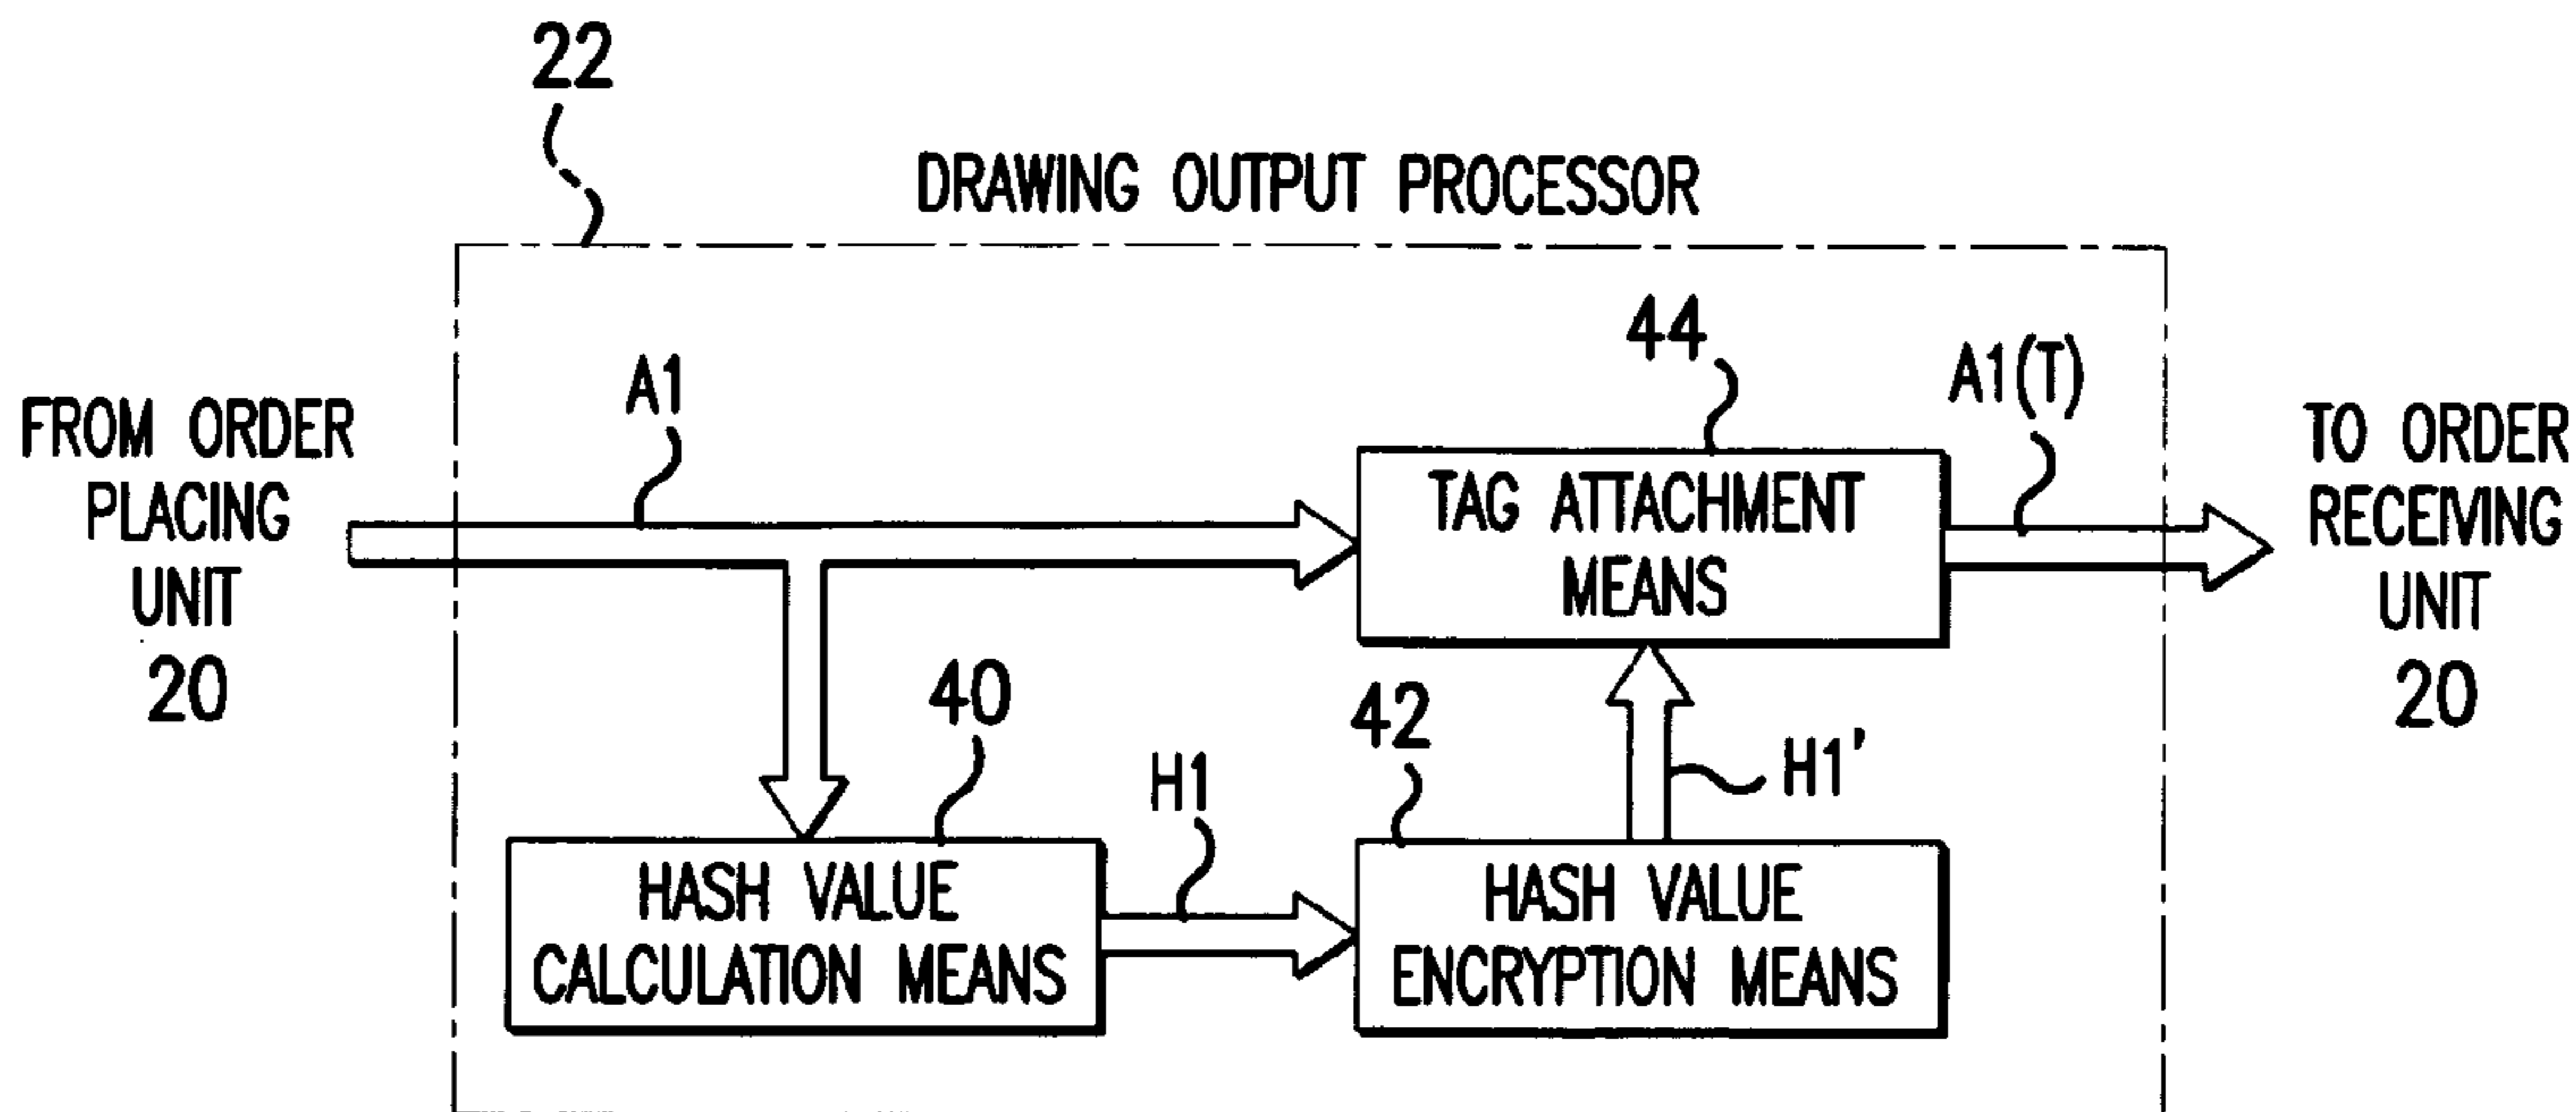 22
DRAWING OUTPUT PROCESSOR
FROM ORDER
PLACING
UNIT
20
A1
44
TAG ATTACHMENT
MEANS
A1(T)
TO ORDER
RECEIVING
UNIT
20
40
HASH VALUE
CALCULATION MEANS
H1
42
HASH VALUE
ENCRYPTION MEANS
H1'